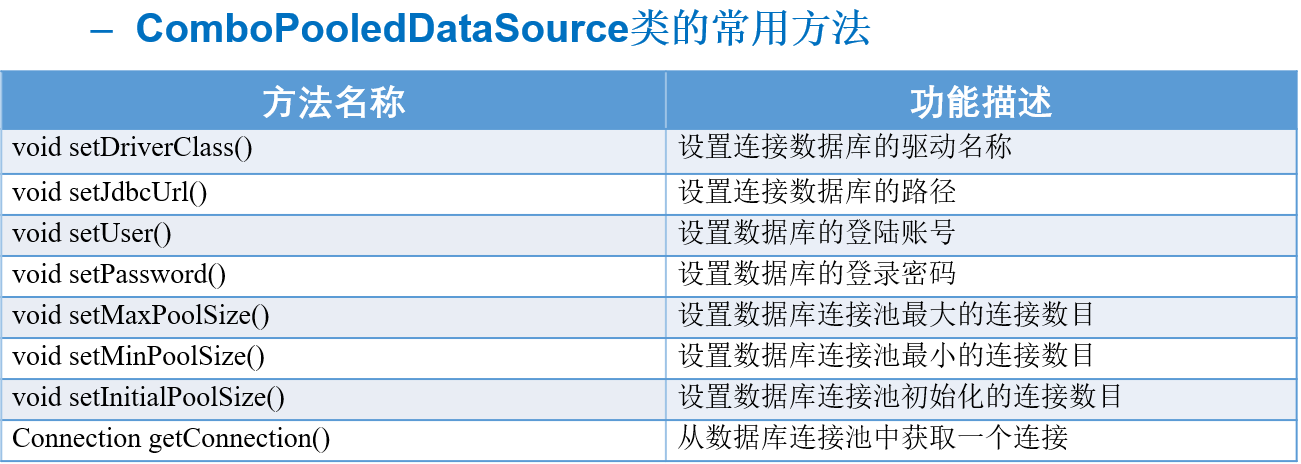 – ComboPooledDataSource类的常用方法
方法名称 功能描述
void setDriverClass() 设置连接数据库的驱动名称
void setJdbcUrl() 设置连接数据库的路径
void setUser() 设置数据库的登陆账号
void setPassword() 设置数据库的登录密码
void setMaxPoolSize() 设置数据库连接池最大的连接数目
void setMinPoolSize() 设置数据库连接池最小的连接数目
void setInitialPoolSize() 设置数据库连接池初始化的连接数目
Connection getConnection() 从数据库连接池中获取一个连接